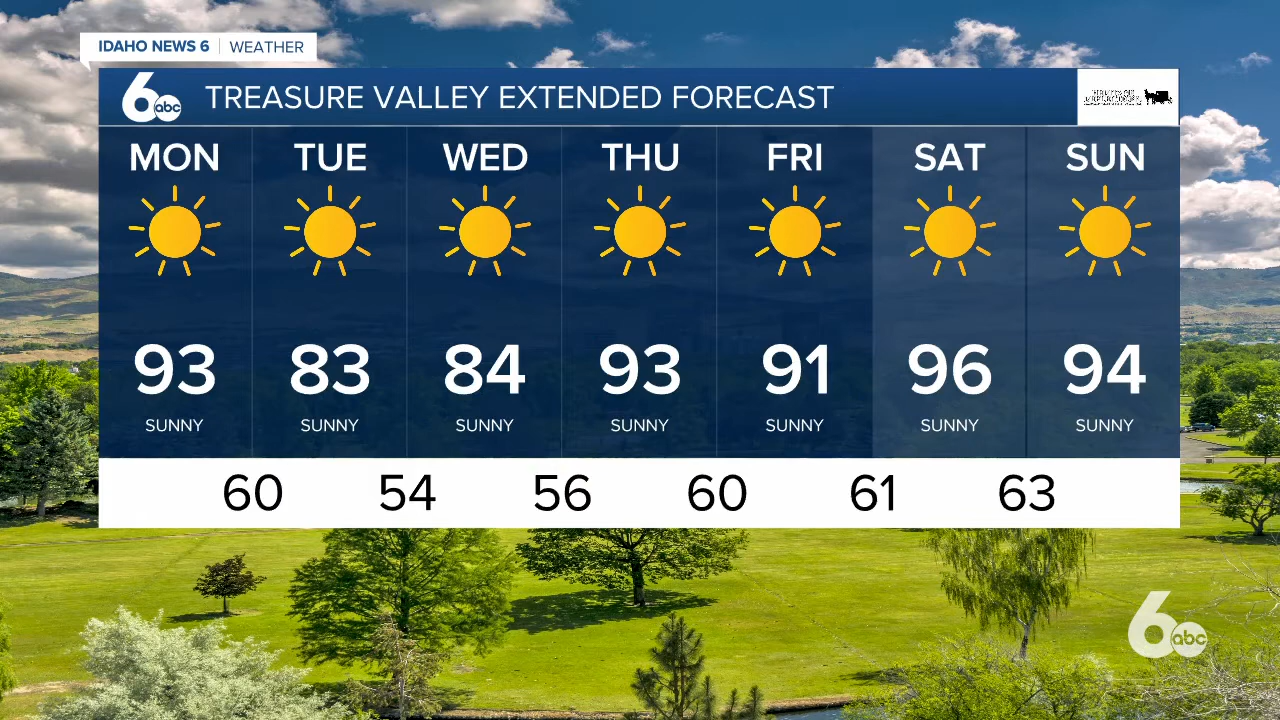 IDAHO NEWS 6 | WEATHER
6abc TREASURE VALLEY EXTENDED FORECAST
MON TUE WED THU FRI SAT SUN
93 83 84 93 91 96 94
SUNNY SUNNY SUNNY SUNNY SUNNY SUNNY SUNNY
60 54 56 60 61 63
6abc